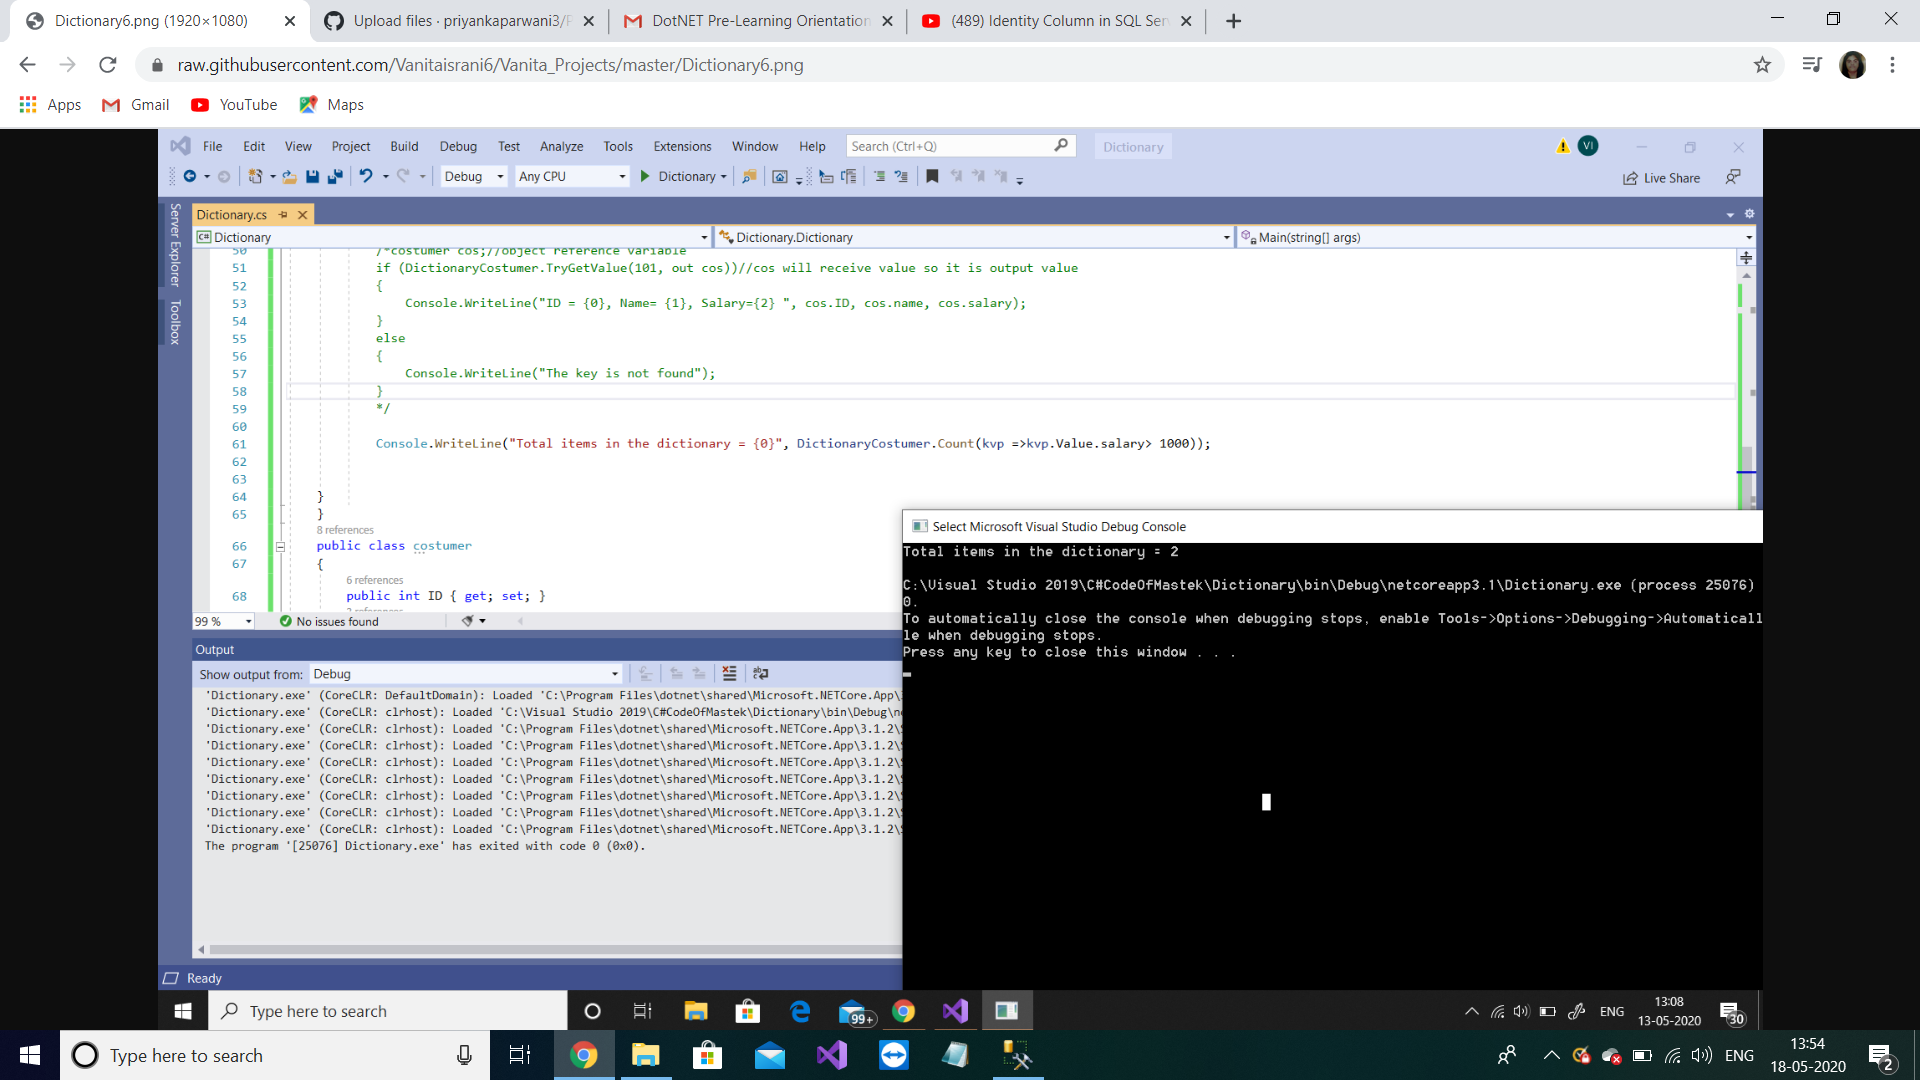 Dictionary6.png (1920×1080)
Upload files · priyankaparwani3/P
DotNET Pre-Learning Orientation
(489) Identity Column in SQL Ser
raw.githubusercontent.com/Vanitaisrani6/Vanita_Projects/master/Dictionary6.png
Apps
Gmail
YouTube
Maps
File Edit View Project Build Debug Test Analyze Tools Extensions Window Help Search (Ctrl+Q) Dictionary
VI
Debug Any CPU Dictionary Live Share
Server Explorer
Toolbox
Dictionary.cs
C# Dictionary Dictionary.Dictionary Main(string[] args)
50 /*costumer cos;//object reference variable
51 if (DictionaryCostumer.TryGetValue(101, out cos))//cos will receive value so it is output value
52 {
53 Console.WriteLine("ID = {0}, Name= {1}, Salary={2} ", cos.ID, cos.name, cos.salary);
54 }
55 else
56 {
57 Console.WriteLine("The key is not found");
58 }
59 */
60
61 Console.WriteLine("Total items in the dictionary = {0}", DictionaryCostumer.Count(kvp =>kvp.Value.salary> 1000));
62
63
64 }
65 }
8 references
66 public class costumer
67 {
6 references
68 public int ID { get; set; }
2 references
99 % No issues found
Select Microsoft Visual Studio Debug Console
Total items in the dictionary = 2
C:\Visual Studio 2019\C#CodeOfMastek\Dictionary\bin\Debug\netcoreapp3.1\Dictionary.exe (process 25076)
0.
To automatically close the console when debugging stops, enable Tools->Options->Debugging->Automaticall
le when debugging stops.
Press any key to close this window . . .
Output
Show output from: Debug
'Dictionary.exe' (CoreCLR: DefaultDomain): Loaded 'C:\Program Files\dotnet\shared\Microsoft.NETCore.App\
'Dictionary.exe' (CoreCLR: clrhost): Loaded 'C:\Visual Studio 2019\C#CodeOfMastek\Dictionary\bin\Debug\n
'Dictionary.exe' (CoreCLR: clrhost): Loaded 'C:\Program Files\dotnet\shared\Microsoft.NETCore.App\3.1.2\
'Dictionary.exe' (CoreCLR: clrhost): Loaded 'C:\Program Files\dotnet\shared\Microsoft.NETCore.App\3.1.2\
'Dictionary.exe' (CoreCLR: clrhost): Loaded 'C:\Program Files\dotnet\shared\Microsoft.NETCore.App\3.1.2\
'Dictionary.exe' (CoreCLR: clrhost): Loaded 'C:\Program Files\dotnet\shared\Microsoft.NETCore.App\3.1.2\
'Dictionary.exe' (CoreCLR: clrhost): Loaded 'C:\Program Files\dotnet\shared\Microsoft.NETCore.App\3.1.2\
'Dictionary.exe' (CoreCLR: clrhost): Loaded 'C:\Program Files\dotnet\shared\Microsoft.NETCore.App\3.1.2\
'Dictionary.exe' (CoreCLR: clrhost): Loaded 'C:\Program Files\dotnet\shared\Microsoft.NETCore.App\3.1.2\
The program '[25076] Dictionary.exe' has exited with code 0 (0x0).
Ready
Type here to search
99+
ENG
13:08
13-05-2020
30
Type here to search
ENG
13:54
18-05-2020
2